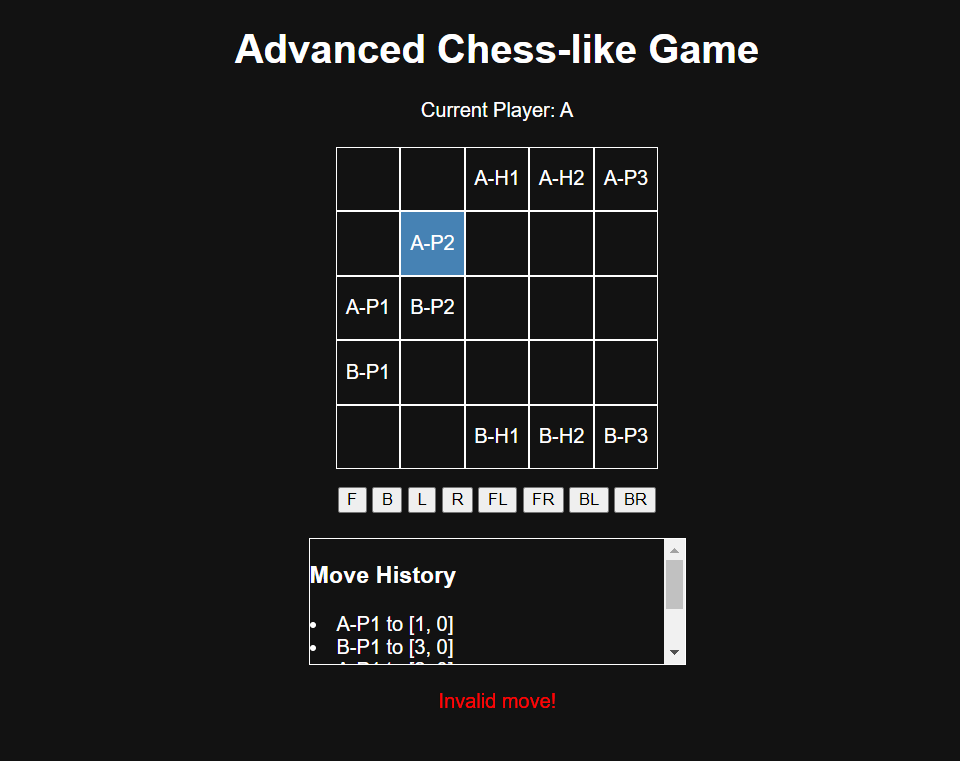 Advanced Chess-like Game
Current Player: A
A-H1 A-H2 A-P3
A-P2
A-P1 B-P2
B-P1
B-H1 B-H2 B-P3
F B L R FL FR BL BR
Move History
A-P1 to [1, 0]
B-P1 to [3, 0]
Invalid move!